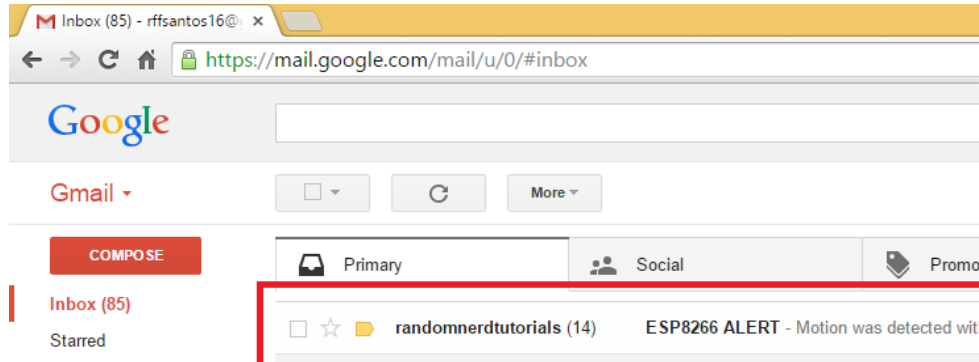 Inbox (85) - rffsantos16@g
https://mail.google.com/mail/u/0/#inbox
Google
Gmail
More
COMPOSE
Primary
Social
Promo
Inbox (85)
randomnerdtutorials (14) ESP8266 ALERT - Motion was detected wit
Starred